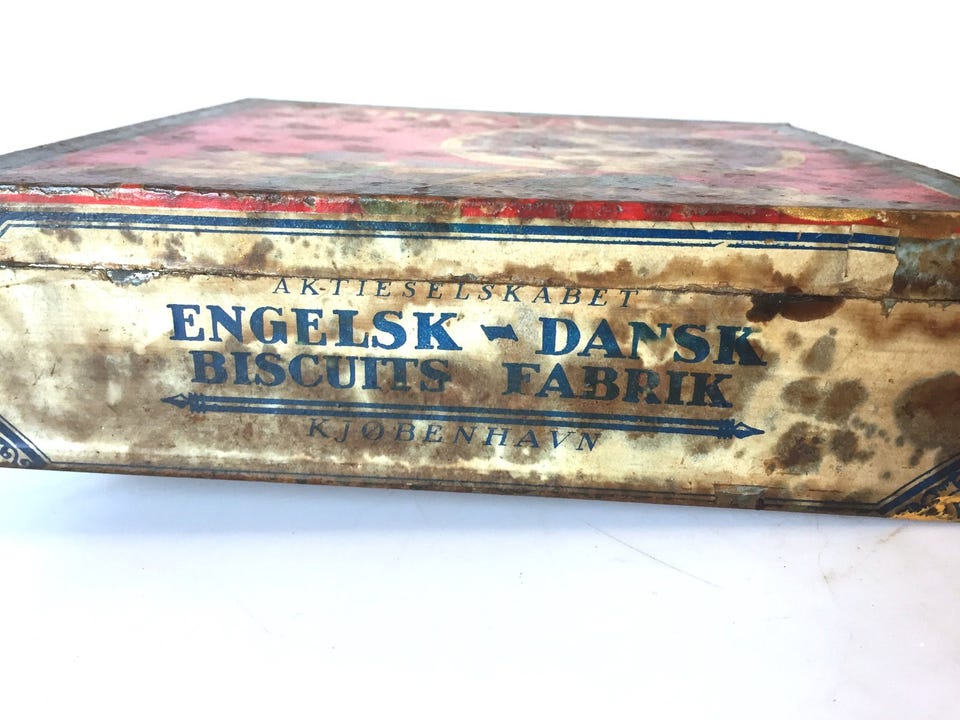 AKTIESELSKABET
ENGELSK - DANSK
BISCUITS FABRIK
KJØBENHAVN